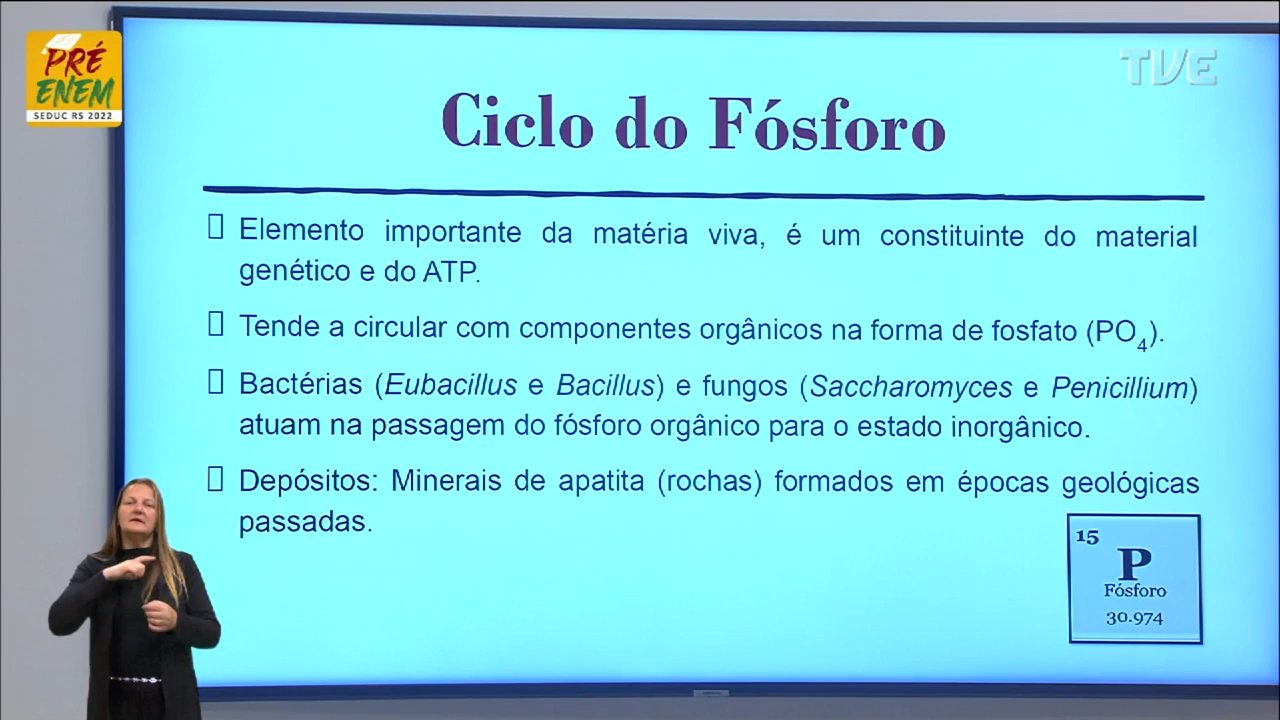 PRÉ
ENEM
SEDUC RS 2022
TVE
Ciclo do Fósforo
Elemento importante da matéria viva, é um constituinte do material
genético e do ATP.
Tende a circular com componentes orgânicos na forma de fosfato (PO₄).
Bactérias (Eubacillus e Bacillus) e fungos (Saccharomyces e Penicillium)
atuam na passagem do fósforo orgânico para o estado inorgânico.
Depósitos: Minerais de apatita (rochas) formados em épocas geológicas
passadas.
15
P
Fósforo
30.974